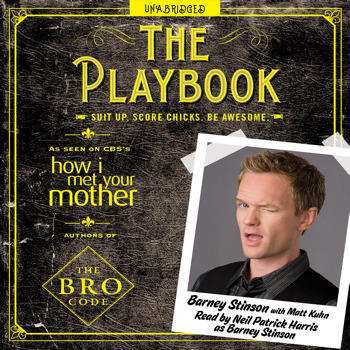 UNABRIDGED
THE
PLAYBOOK
SUIT UP. SCORE CHICKS. BE AWESOME.
AS SEEN ON CBS's
how i
met your
mother
AUTHORS OF
THE
BRO
CODE
Barney Stinson with Matt Kuhn
Read by Neil Patrick Harris
as Barney Stinson